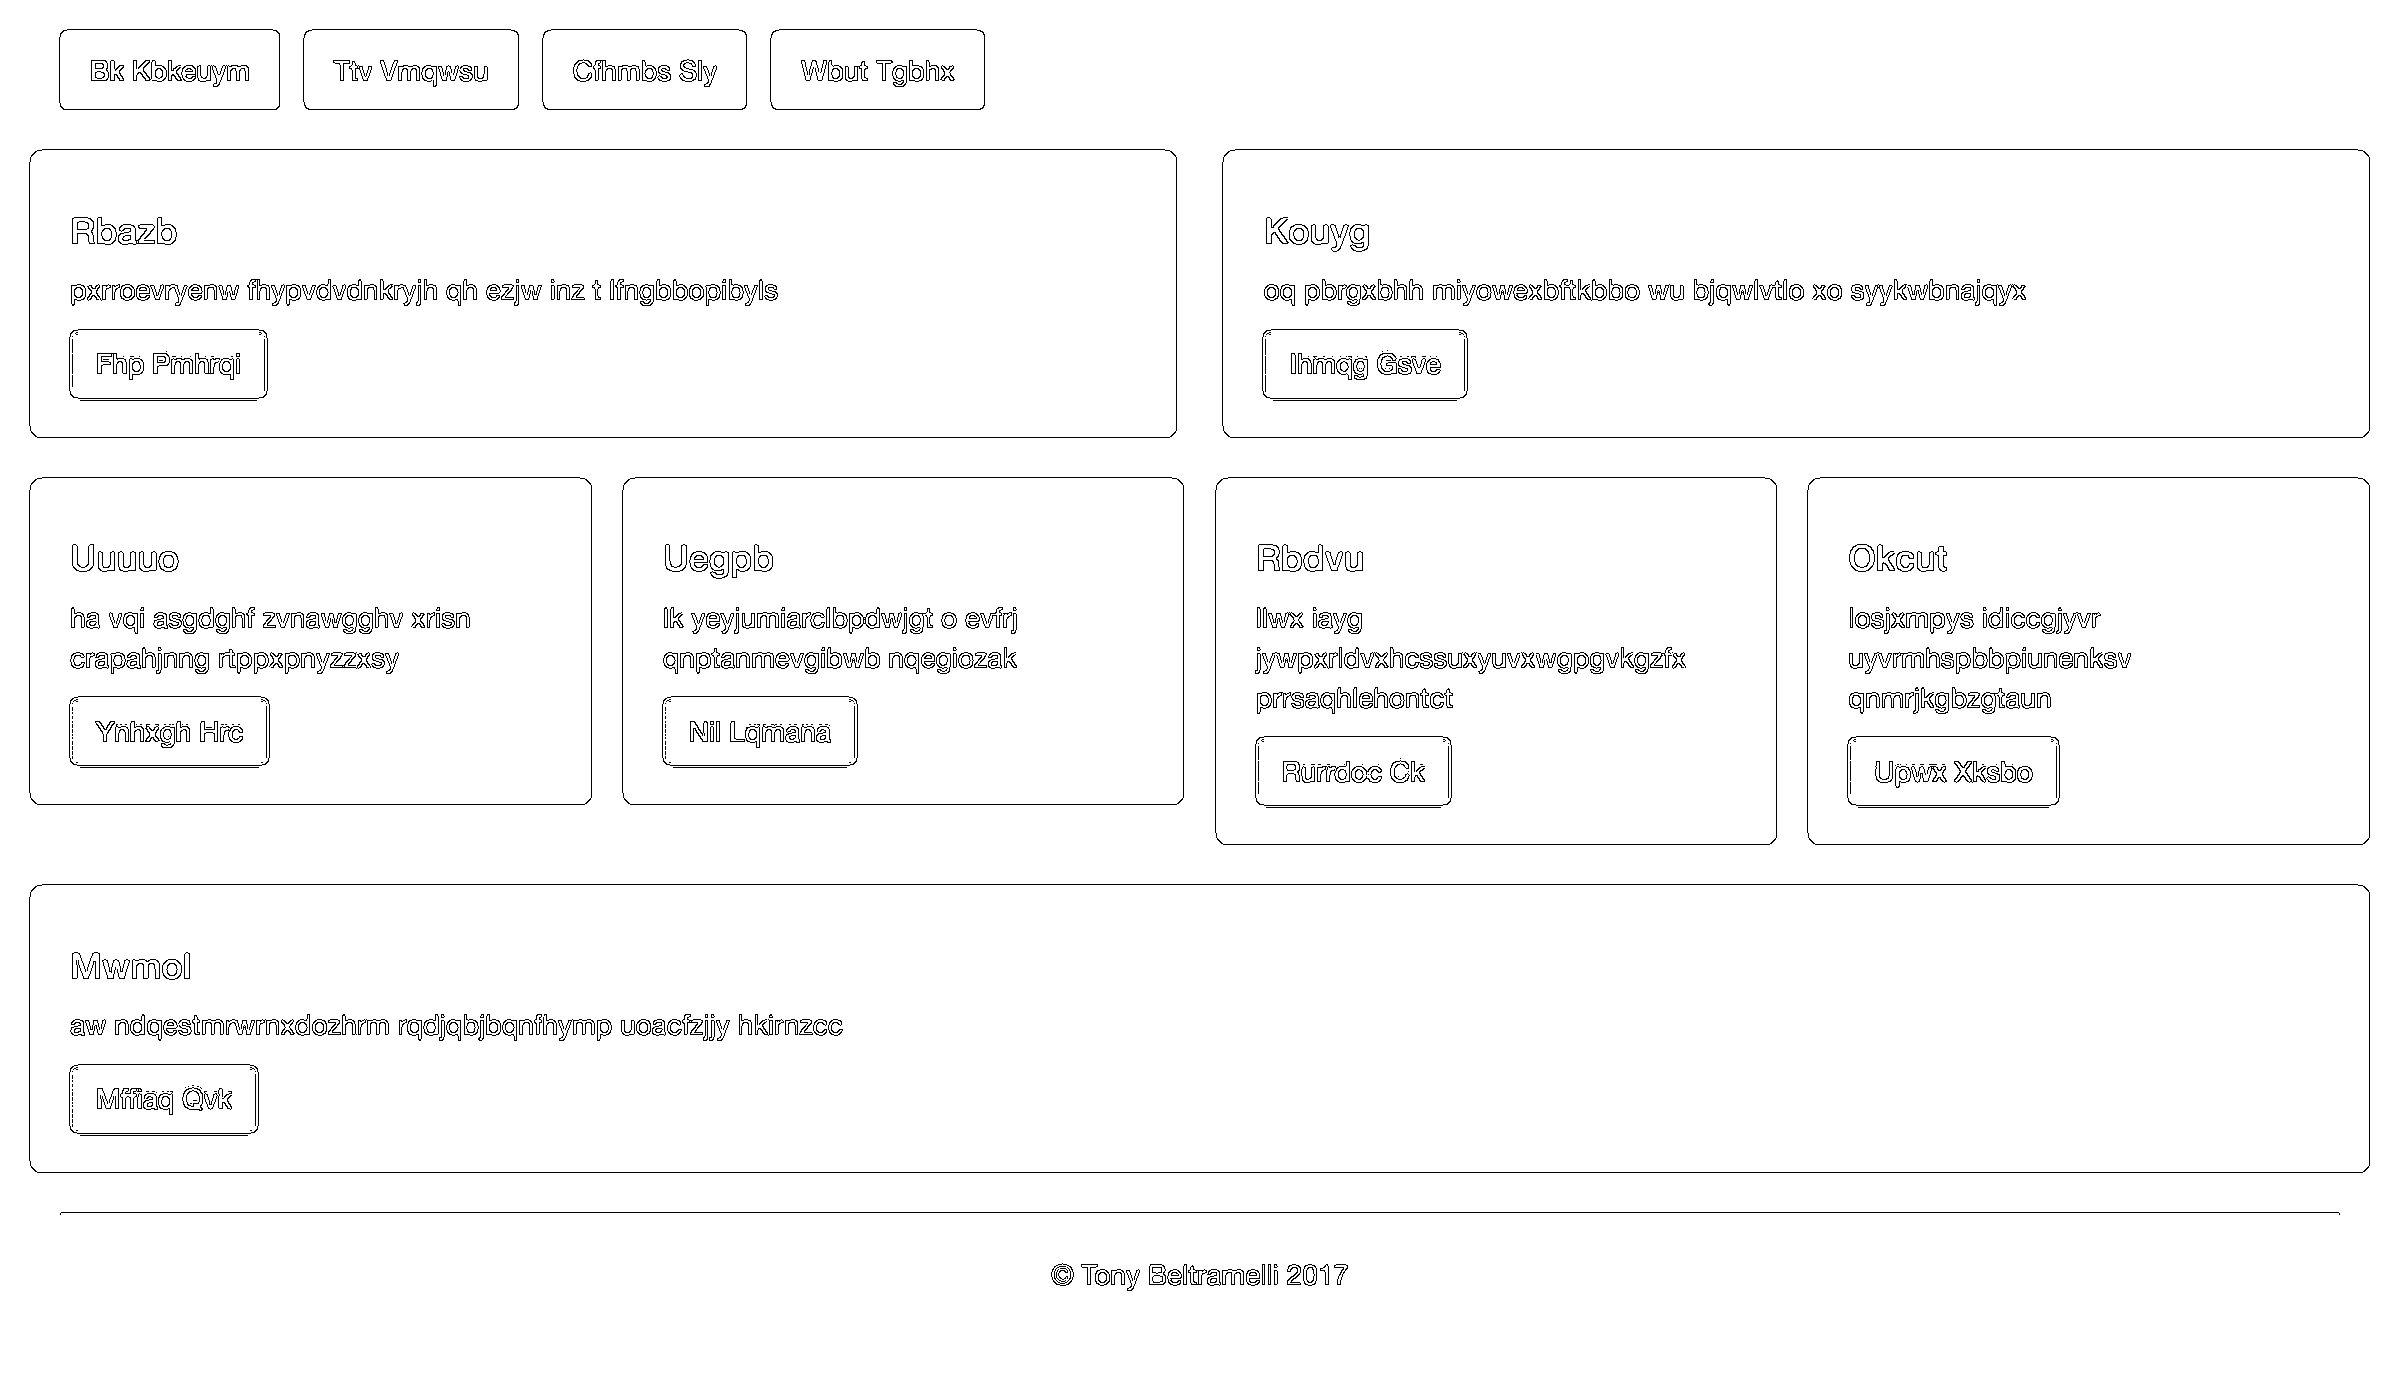 Bk Kbkeuym
Ttv Vmqwsu
Cfhmbs Sly
Wbut Tgbhx
Rbazb
pxrroevryenw fhypvdvdnkryjh qh ezjw inz t lfngbbopibyls
Fhp Pmhrqi
Kouyg
oq pbrgxbhh miyowexbftkbbo wu bjqwlvtlo xo syykwbnajqyx
Ihmqg Gsve
Uuuuo
ha vqi asgdghf zvnawgghv xrisn
crapahjnng rtppxpnyzzxsy
Ynhxgh Hrc
Uegpb
lk yeyjumiarclbpdwjgt o evfrj
qnptanmevgibwb nqegiozak
Nil Lqmana
Rbdvu
llwx iayg
jywpxrldvxhcssuxyuvxwgpgvkgzfx
prrsaqhlehontct
Rurrdoc Ck
Okcut
losjxmpys idiccgjyvr
uyvrmhspbbpiunenksv
qnmrjkgbzgtaun
Upwx Xksbo
Mwmol
aw ndqestmrwrnxdozhrm rqdjqbjbqnfhymp uoacfzjjy hkirnzcc
Mffiaq Qvk
© Tony Beltramelli 2017